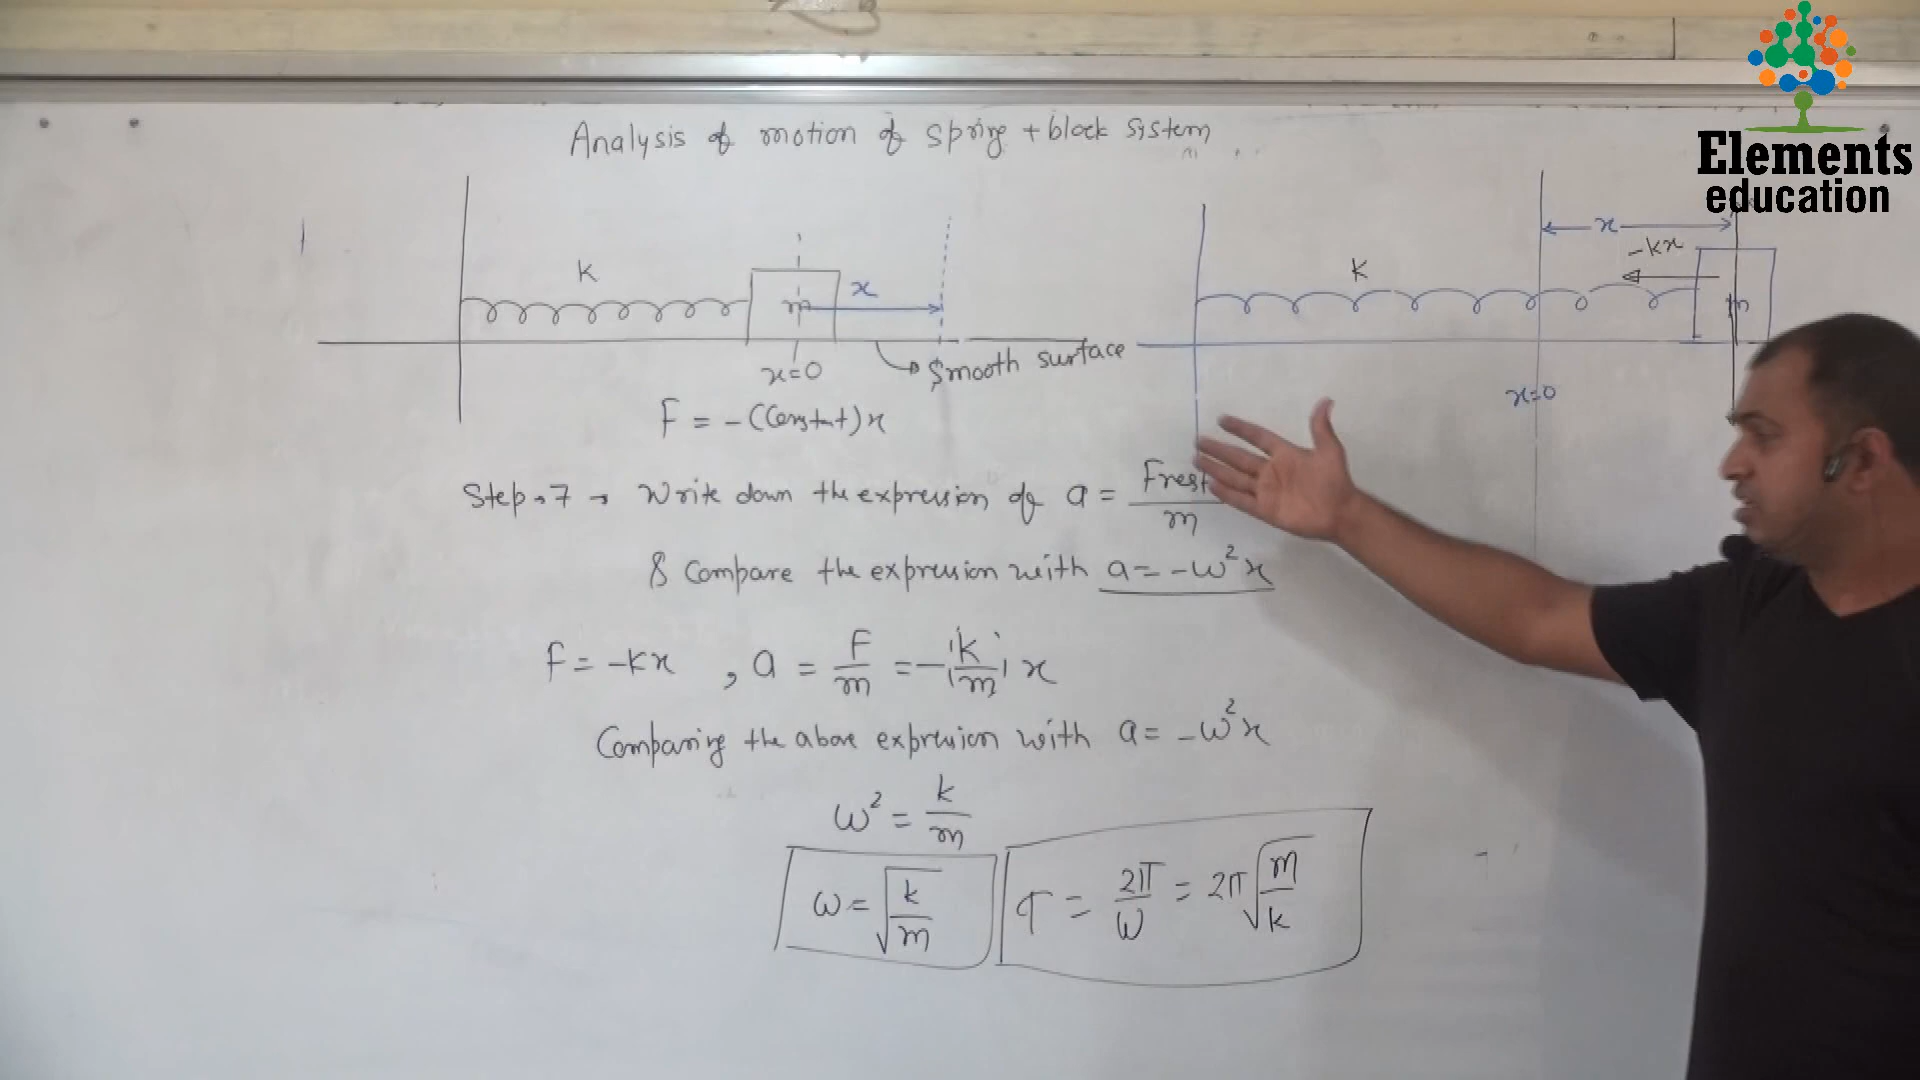 Elements
education
Analysis of motion of spring + block system
k
m
x
x=0
Smooth surface
k
x
-kx
m
x=0
F = -(Constant)x
Step.7 → Write down the expression of a = Frest/m
& Compare the expression with a = -ω²x
F = -kx , a = F/m = -(k/m)x
Comparing the above expression with a = -ω²x
ω² = k/m
ω = √(k/m)
T = 2π/ω = 2π√(m/k)